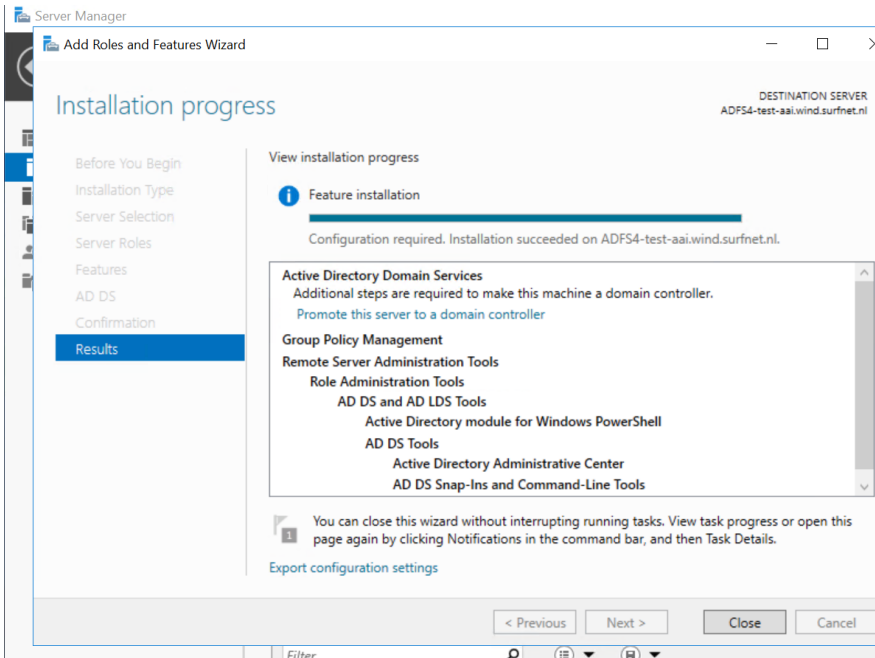 Server Manager
Add Roles and Features Wizard
Installation progress
DESTINATION SERVER
ADFS4-test-aai.wind.surfnet.nl
Before You Begin
Installation Type
Server Selection
Server Roles
Features
AD DS
Confirmation
Results
View installation progress
Feature installation
Configuration required. Installation succeeded on ADFS4-test-aai.wind.surfnet.nl.
Active Directory Domain Services
Additional steps are required to make this machine a domain controller.
Promote this server to a domain controller
Group Policy Management
Remote Server Administration Tools
Role Administration Tools
AD DS and AD LDS Tools
Active Directory module for Windows PowerShell
AD DS Tools
Active Directory Administrative Center
AD DS Snap-Ins and Command-Line Tools
1
You can close this wizard without interrupting running tasks. View task progress or open this
page again by clicking Notifications in the command bar, and then Task Details.
Export configuration settings
< Previous
Next >
Close
Cancel
Filter